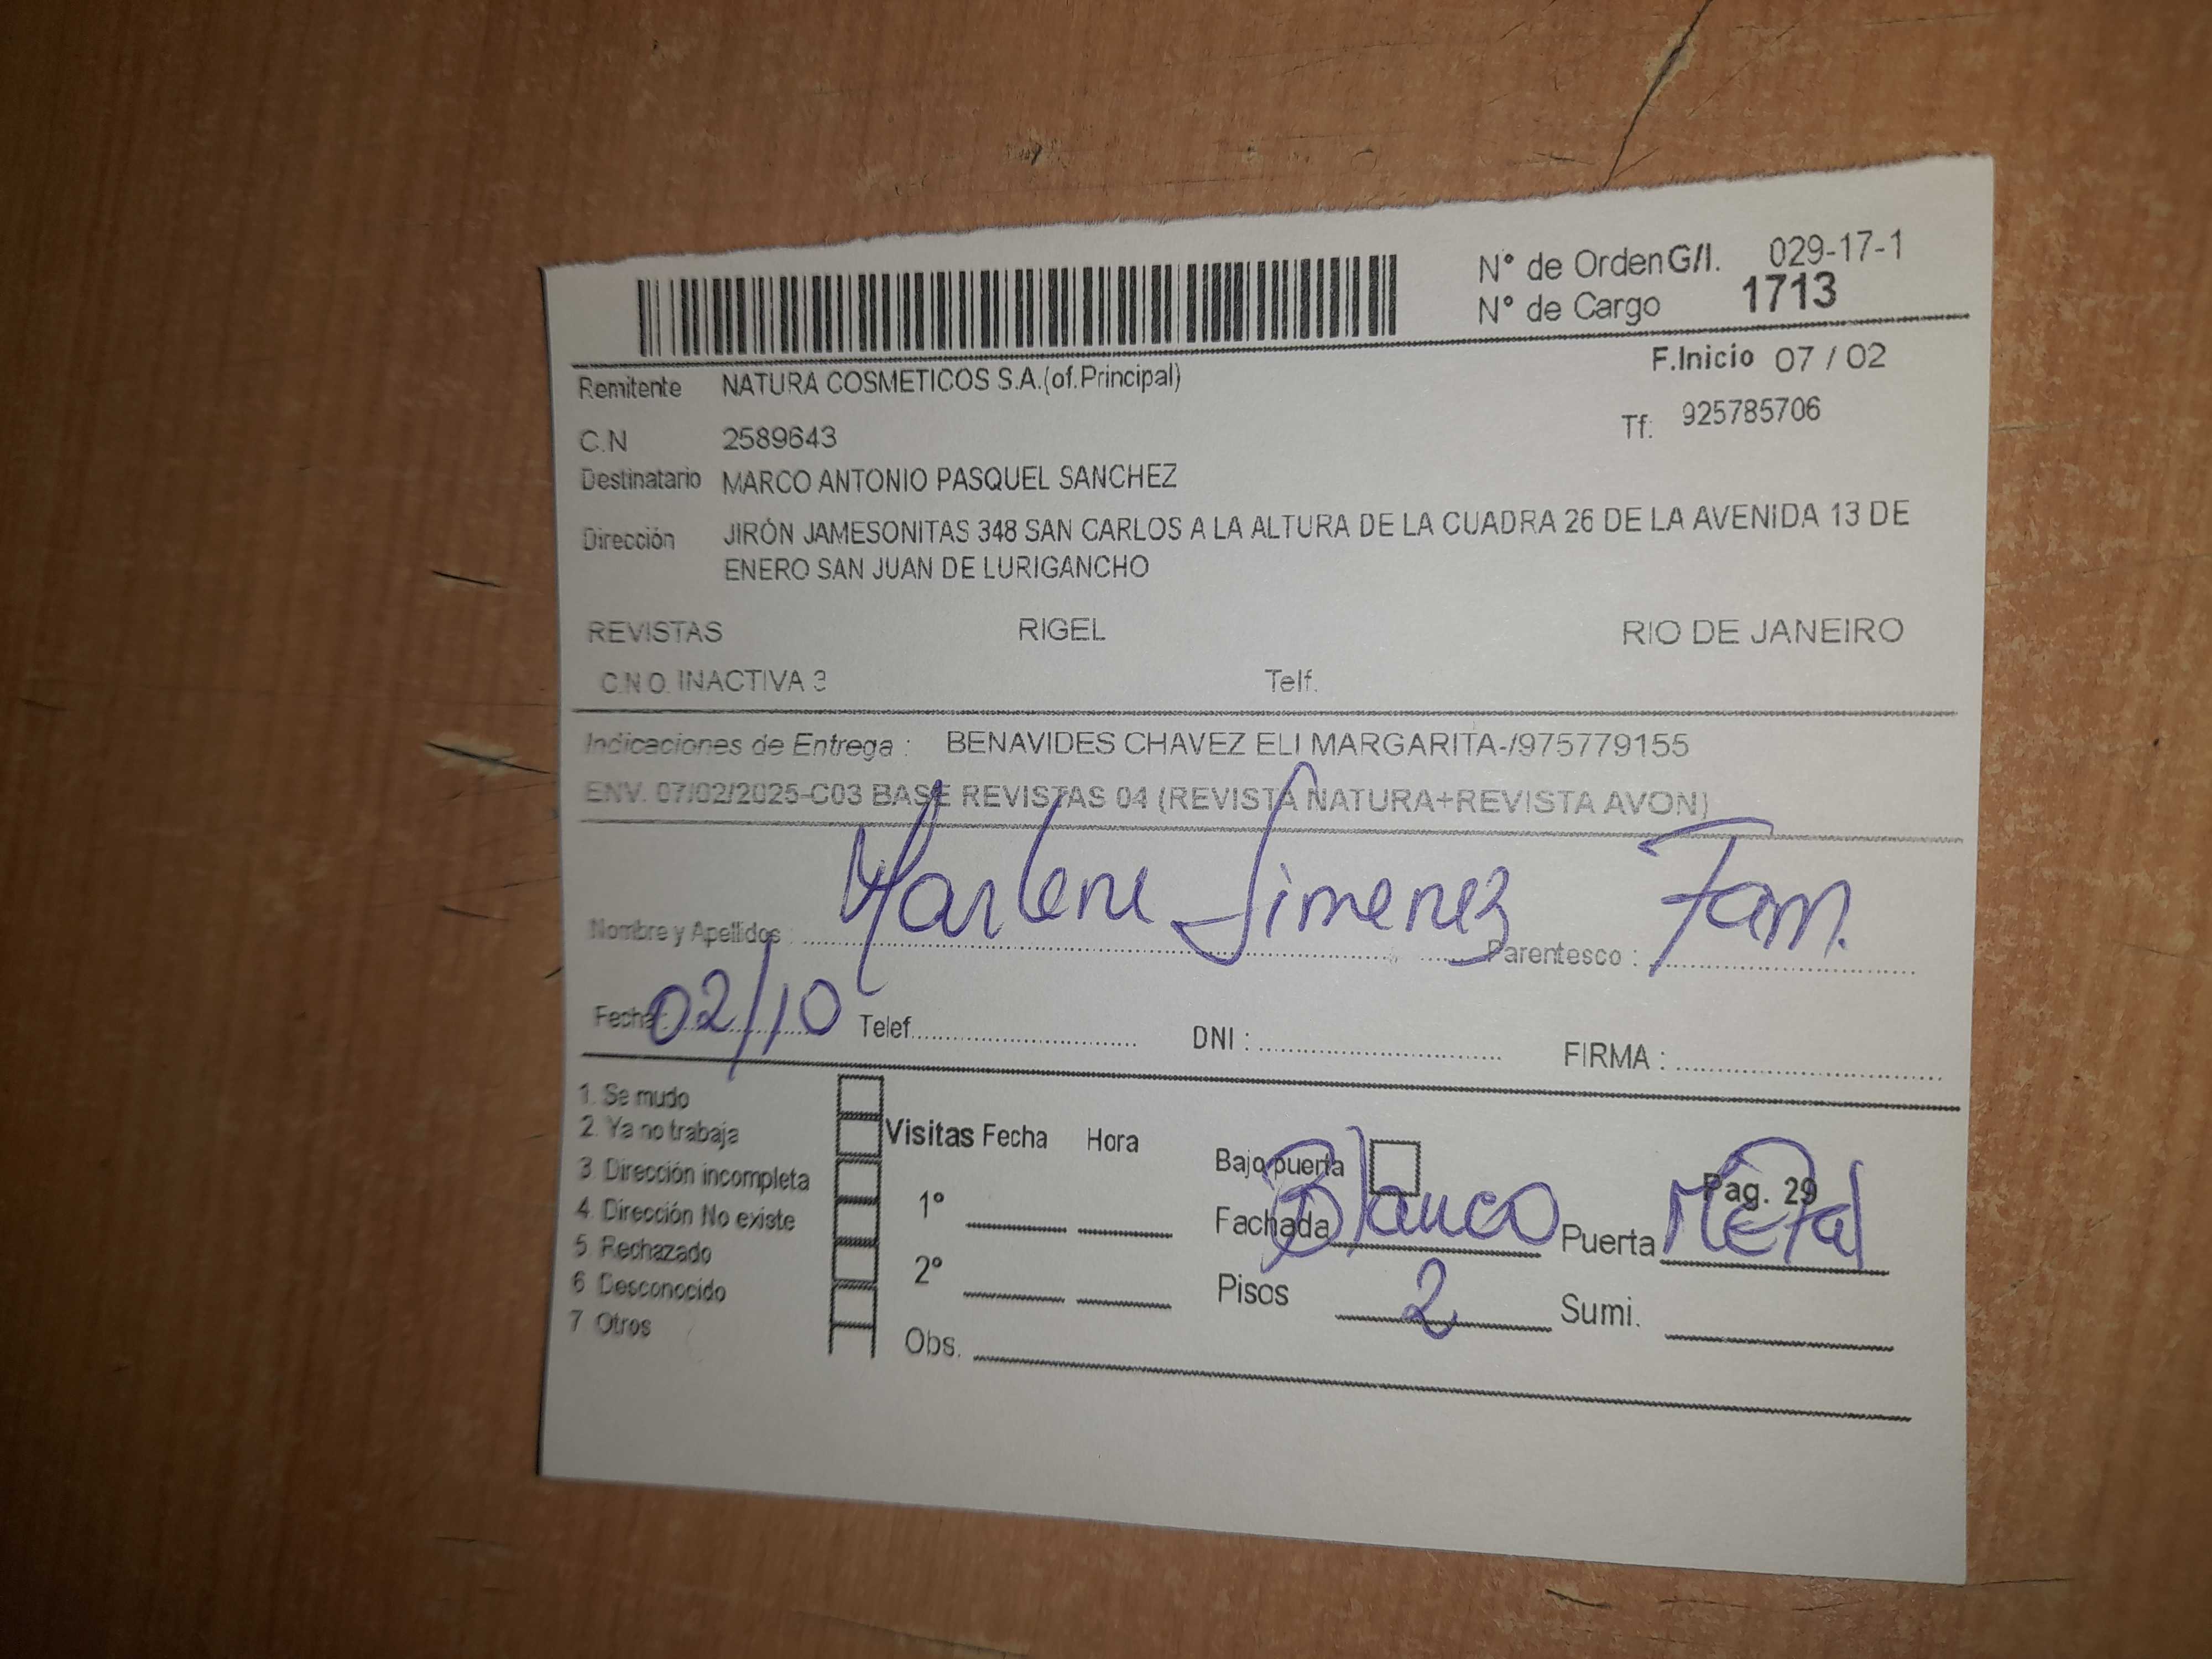 N° de Orden G/I. 029-17-1
N° de Cargo 1713
F.Inicio 07 / 02
Remitente NATURA COSMETICOS S.A.(of.Principal)
Tf: 925785706
C.N 2589643
Destinatario MARCO ANTONIO PASQUEL SANCHEZ
Dirección JIRÓN JAMESONITAS 348 SAN CARLOS A LA ALTURA DE LA CUADRA 26 DE LA AVENIDA 13 DE
ENERO SAN JUAN DE LURIGANCHO
REVISTAS RIGEL RIO DE JANEIRO
C.N.O. INACTIVA 3 Telf.
Indicaciones de Entrega : BENAVIDES CHAVEZ ELI MARGARITA-/975779155
ENV. 07/02/2025-C03 BASE REVISTAS 04 (REVISTA NATURA+REVISTA AVON)
Nombre y Apellidos : Marlene Jimenez Parentesco : Fam.
Fecha: 02/10 Telef. DNI : FIRMA :
1. Se mudo
2. Ya no trabaja
3. Dirección incompleta
4. Dirección No existe
5. Rechazado
6. Desconocido
7. Otros
Visitas Fecha Hora
1°
2°
Obs.
Bajo puerta Pag. 29
Fachada Blanco Puerta Metal
Pisos 2 Sumi.